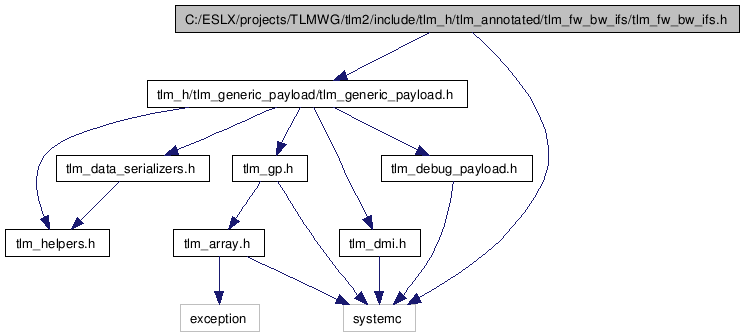 C:/ESLX/projects/TLMWG/tlm2/include/tlm_h/tlm_annotated/tlm_fw_bw_ifs/tlm_fw_bw_ifs.h
tlm_h/tlm_generic_payload/tlm_generic_payload.h
tlm_data_serializers.h
tlm_gp.h
tlm_debug_payload.h
tlm_helpers.h
tlm_array.h
tlm_dmi.h
exception
systemc